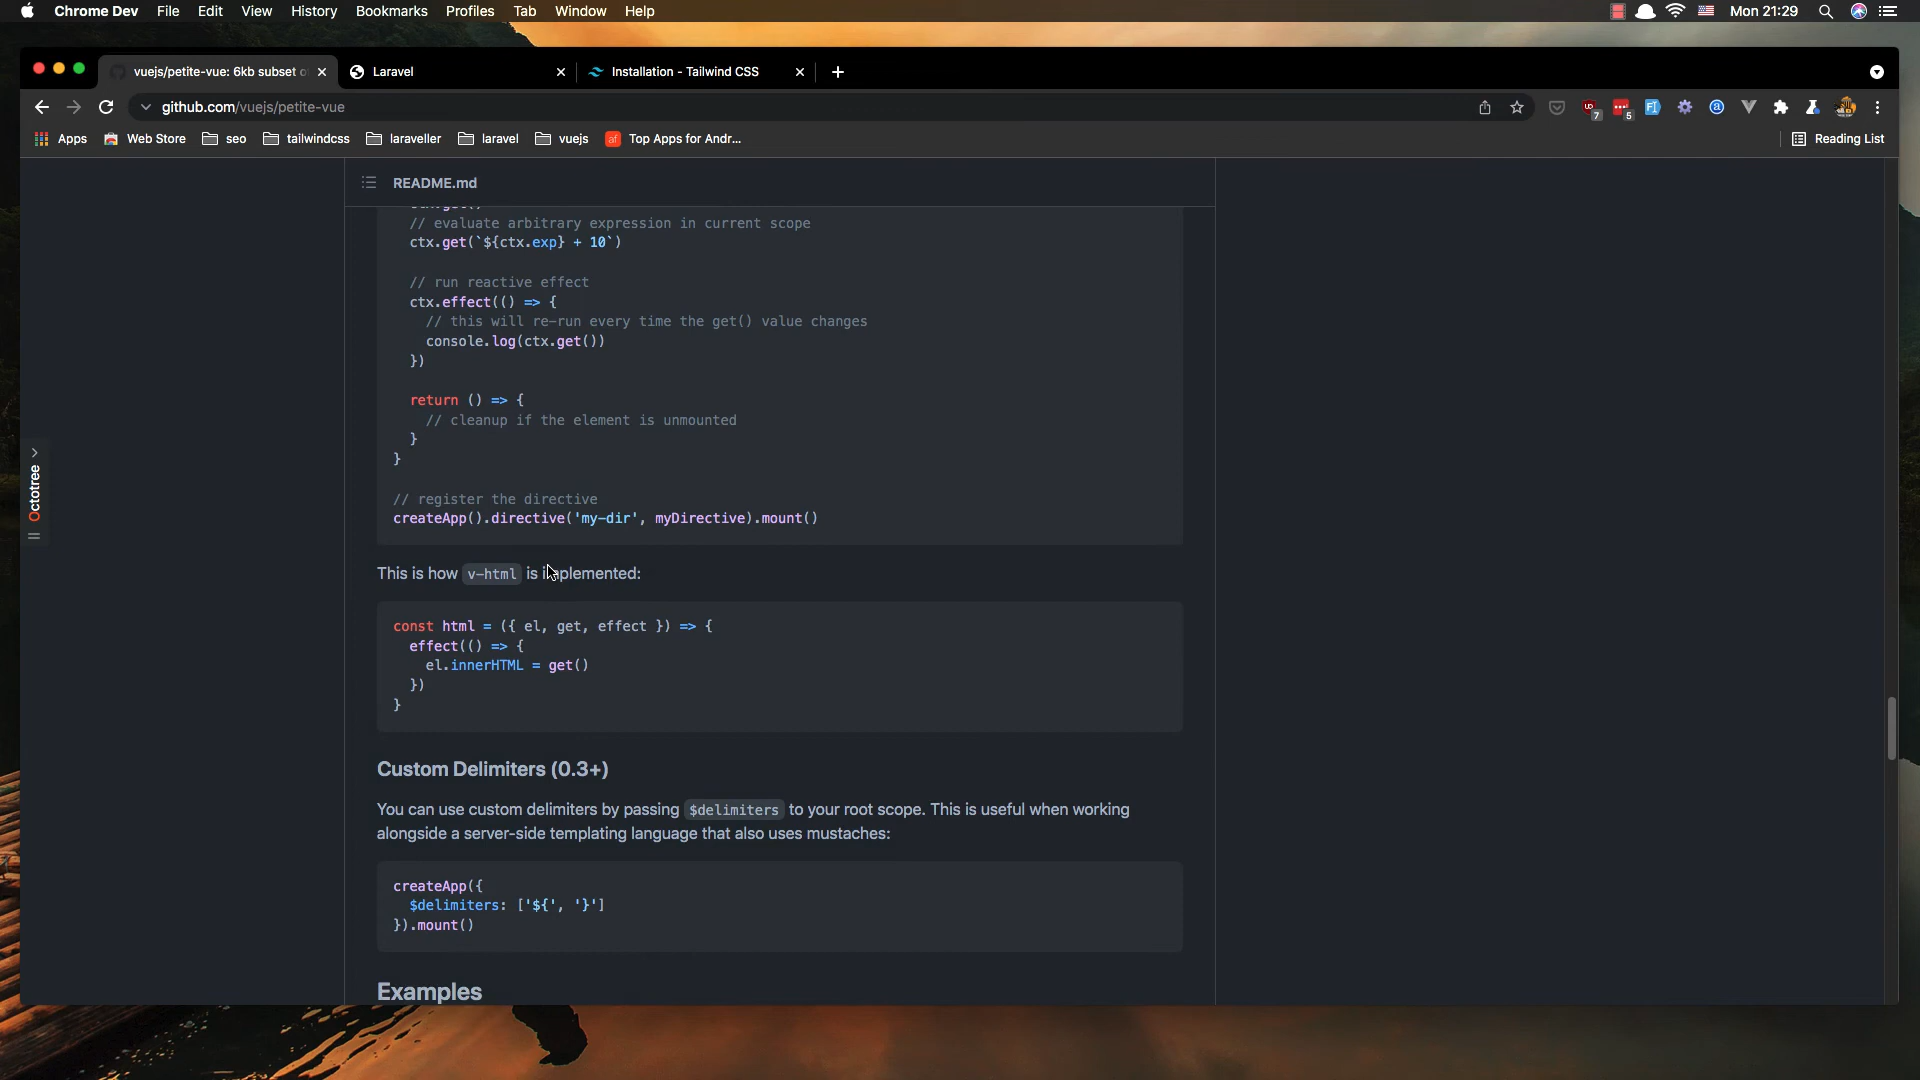 Chrome Dev File Edit View History Bookmarks Profiles Tab Window Help Mon 21:29
vuejs/petite-vue: 6kb subset o Laravel Installation - Tailwind CSS
github.com/vuejs/petite-vue 7 5
Apps Web Store seo tailwindcss laraveller laravel vuejs Top Apps for Andr... Reading List
README.md
// evaluate arbitrary expression in current scope
ctx.get(`${ctx.exp} + 10`)
// run reactive effect
ctx.effect(() => {
// this will re-run every time the get() value changes
console.log(ctx.get())
})
return () => {
// cleanup if the element is unmounted
}
}
// register the directive
createApp().directive('my-dir', myDirective).mount()
Octotree
This is how v-html is implemented:
const html = ({ el, get, effect }) => {
effect(() => {
el.innerHTML = get()
})
}
Custom Delimiters (0.3+)
You can use custom delimiters by passing $delimiters to your root scope. This is useful when working
alongside a server-side templating language that also uses mustaches:
createApp({
$delimiters: ['${', '}']
}).mount()
Examples